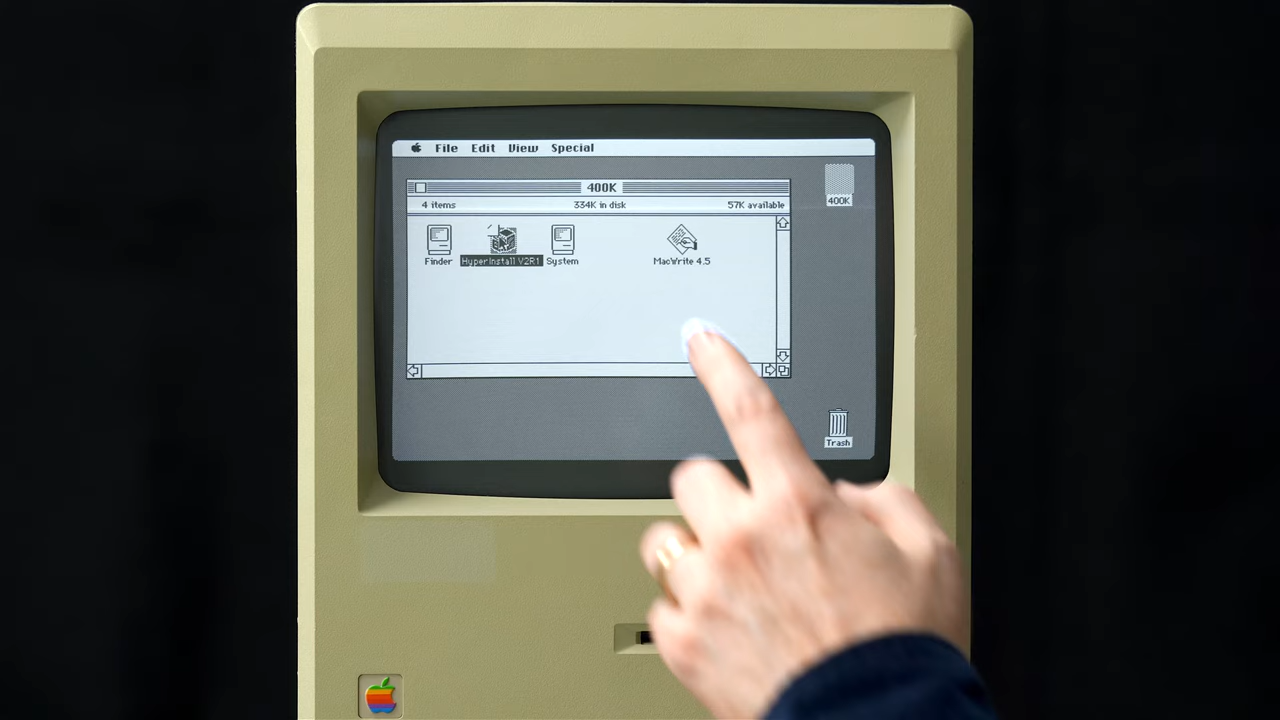 File Edit View Special
400K
4 items 334K in disk 57K available
Finder HyperInstall V2R1 System MacWrite 4.5
400K
Trash